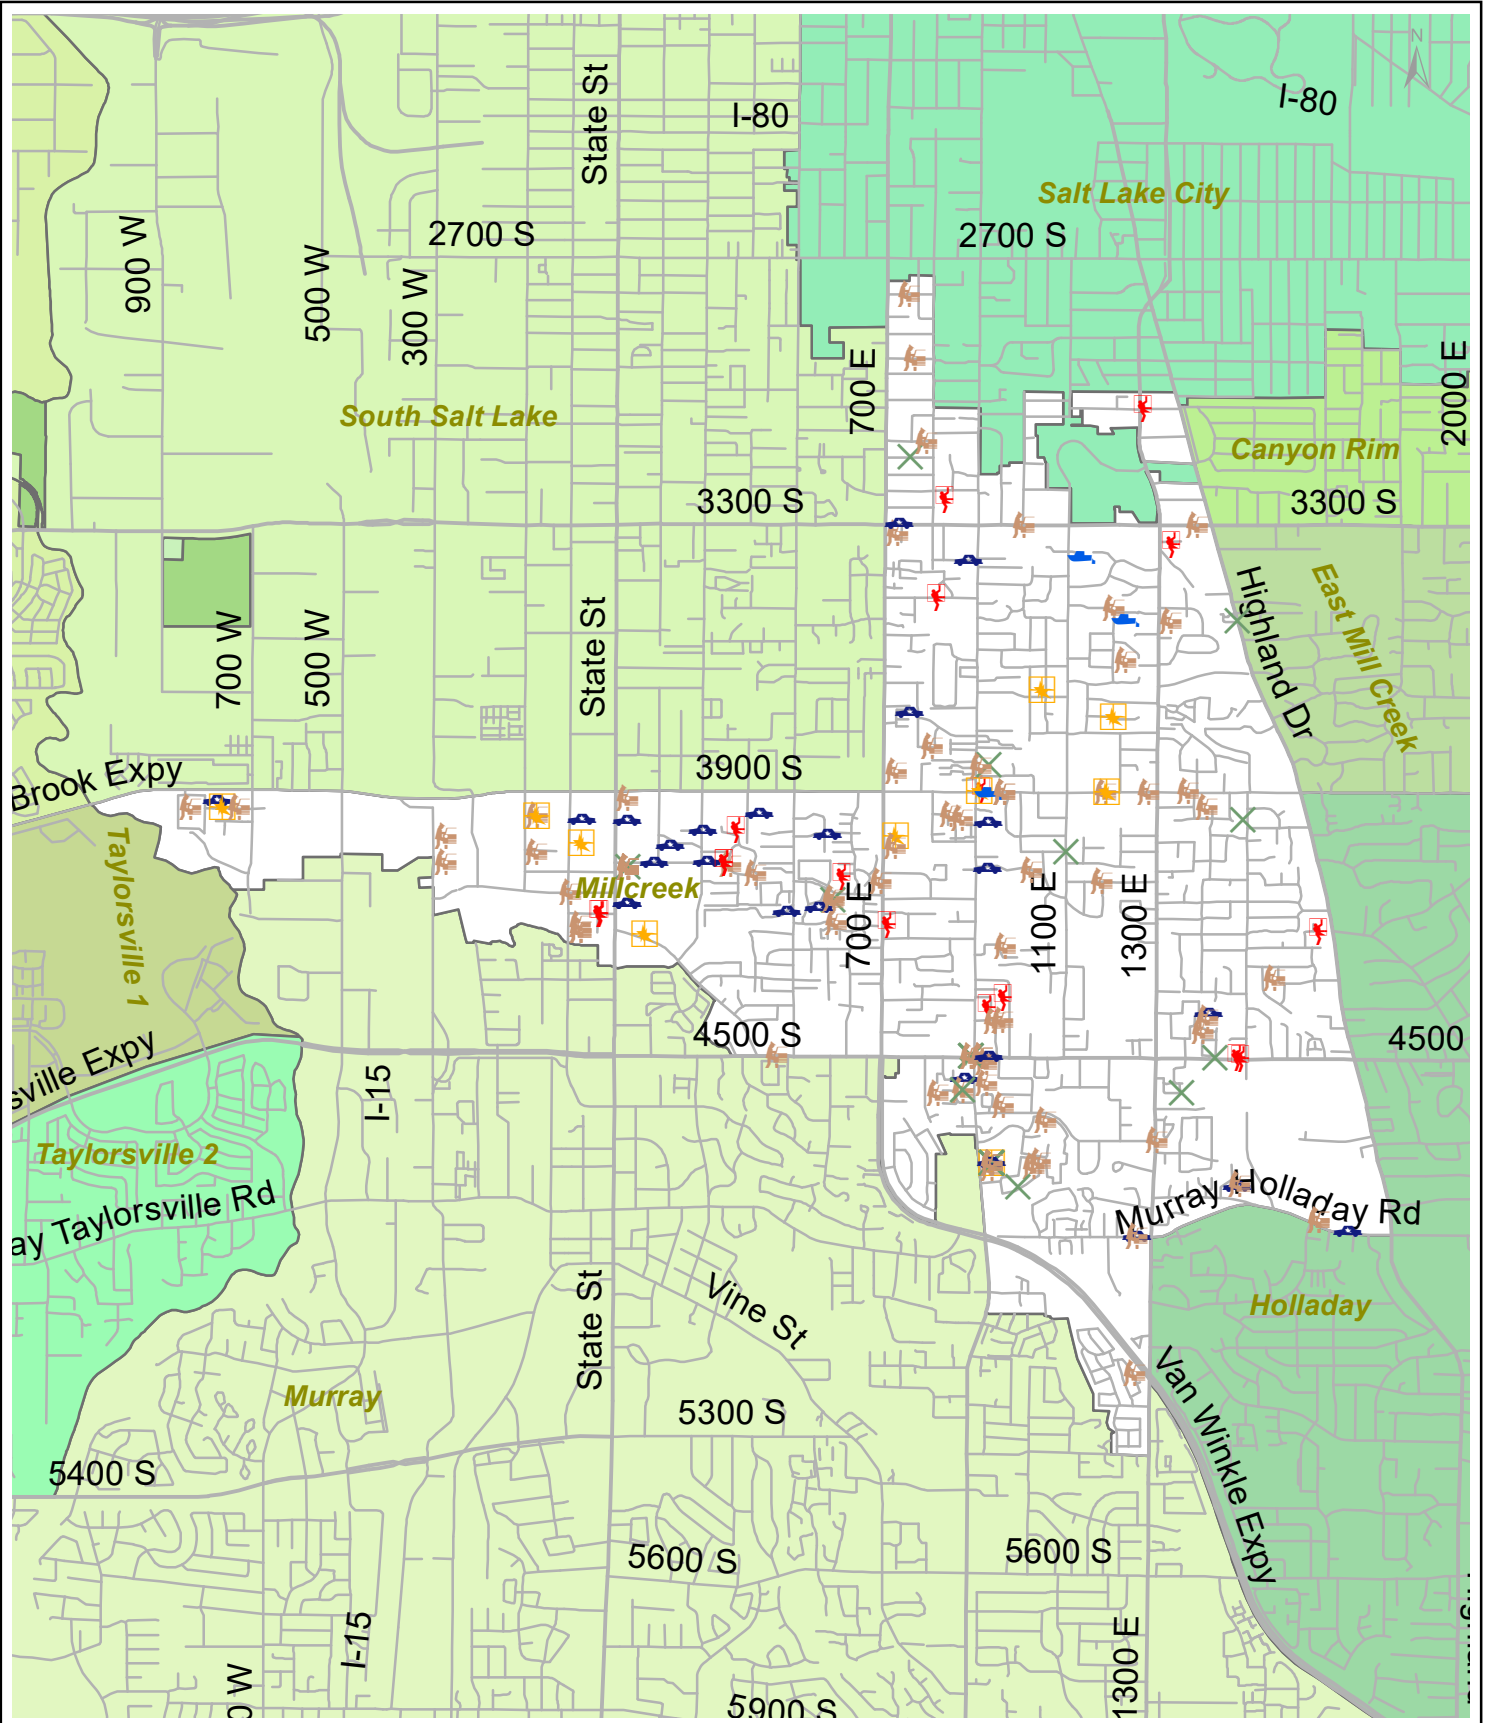 N
I-80
State St
I-80
Salt Lake City
900 W
2700 S
2700 S
500 W
300 W
700 E
2000 E
South Salt Lake
Canyon Rim
3300 S
3300 S
Highland Dr
East Mill Creek
State St
700 W
500 W
3900 S
Brook Expy
Taylorsville 1
Millcreek
700 E
1100 E
1300 E
4500 S
4500
sville Expy
I-15
Taylorsville 2
ay Taylorsville Rd
Murray Holladay Rd
State St
Vine St
Holladay
Murray
5300 S
Van Winkle Expy
5400 S
5600 S
5600 S
I-15
1300 E
0 W
5900 S